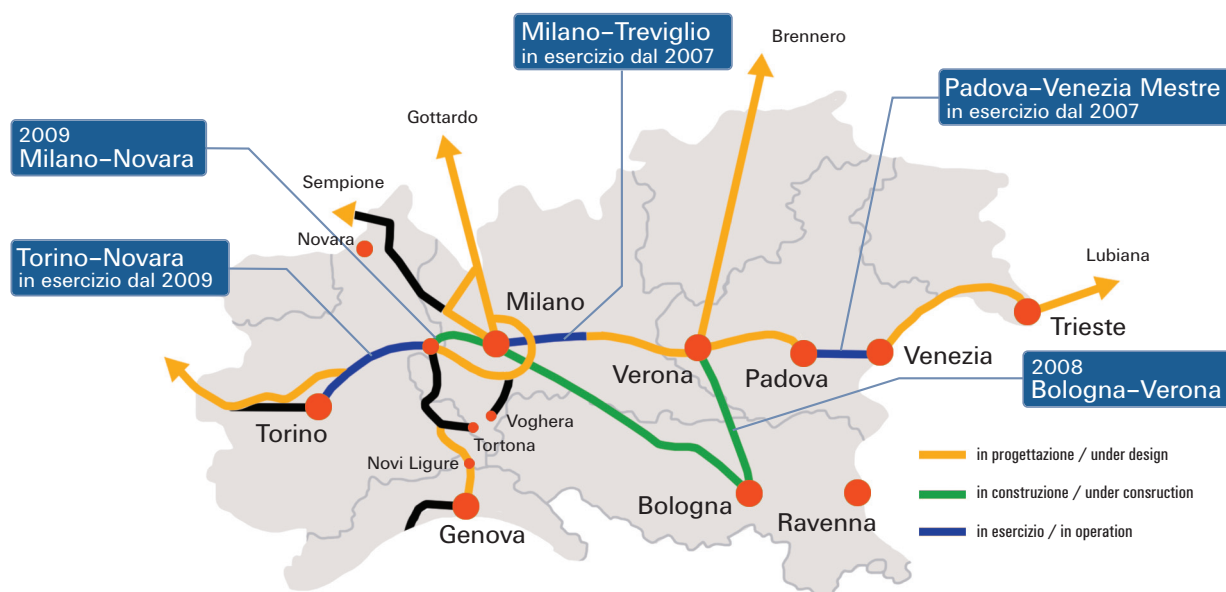 Milano–Treviglio
in esercizio dal 2007
Brennero
Padova–Venezia Mestre
in esercizio dal 2007
Gottardo
2009
Milano–Novara
Sempione
Novara
Torino–Novara
in esercizio dal 2009
Lubiana
Milano
Trieste
Venezia
Verona
Padova
2008
Bologna–Verona
Torino
Voghera
Tortona
Novi Ligure
in progettazione / under design
Bologna
in construzione / under consruction
Ravenna
Genova
in esercizio / in operation